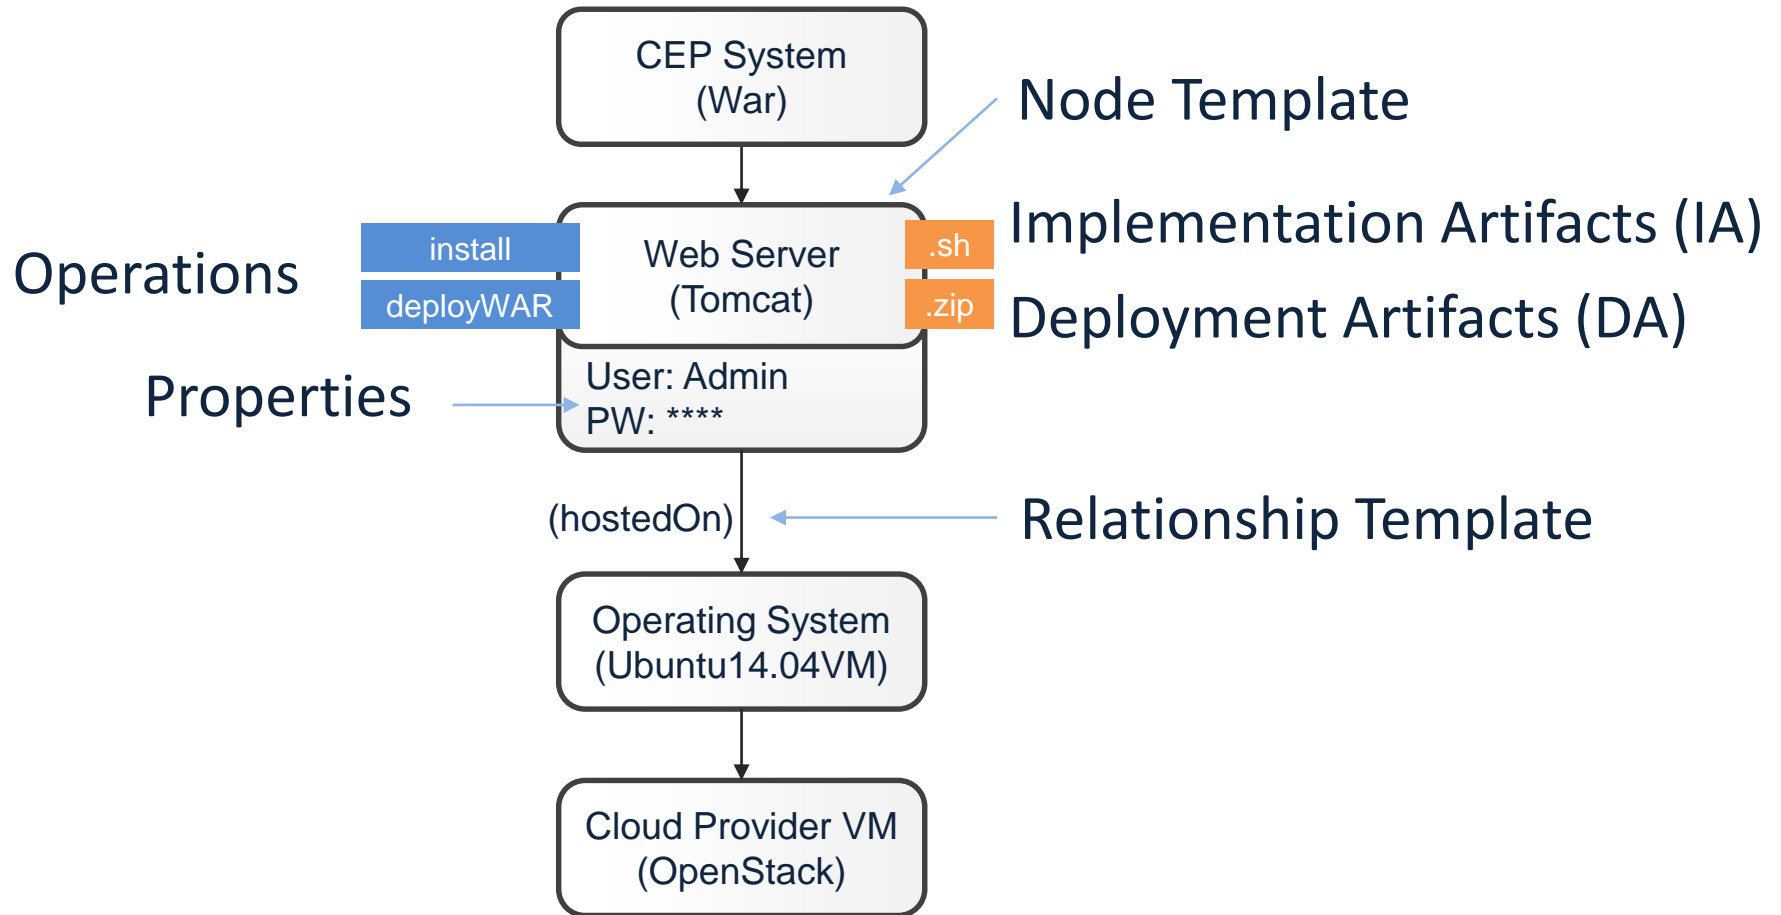 CEP System
(War)
Node Template
Operations
install
deployWAR
Web Server
(Tomcat)
.sh
.zip
Implementation Artifacts (IA)
Deployment Artifacts (DA)
Properties
User: Admin
PW: ****
(hostedOn)
Relationship Template
Operating System
(Ubuntu14.04VM)
Cloud Provider VM
(OpenStack)